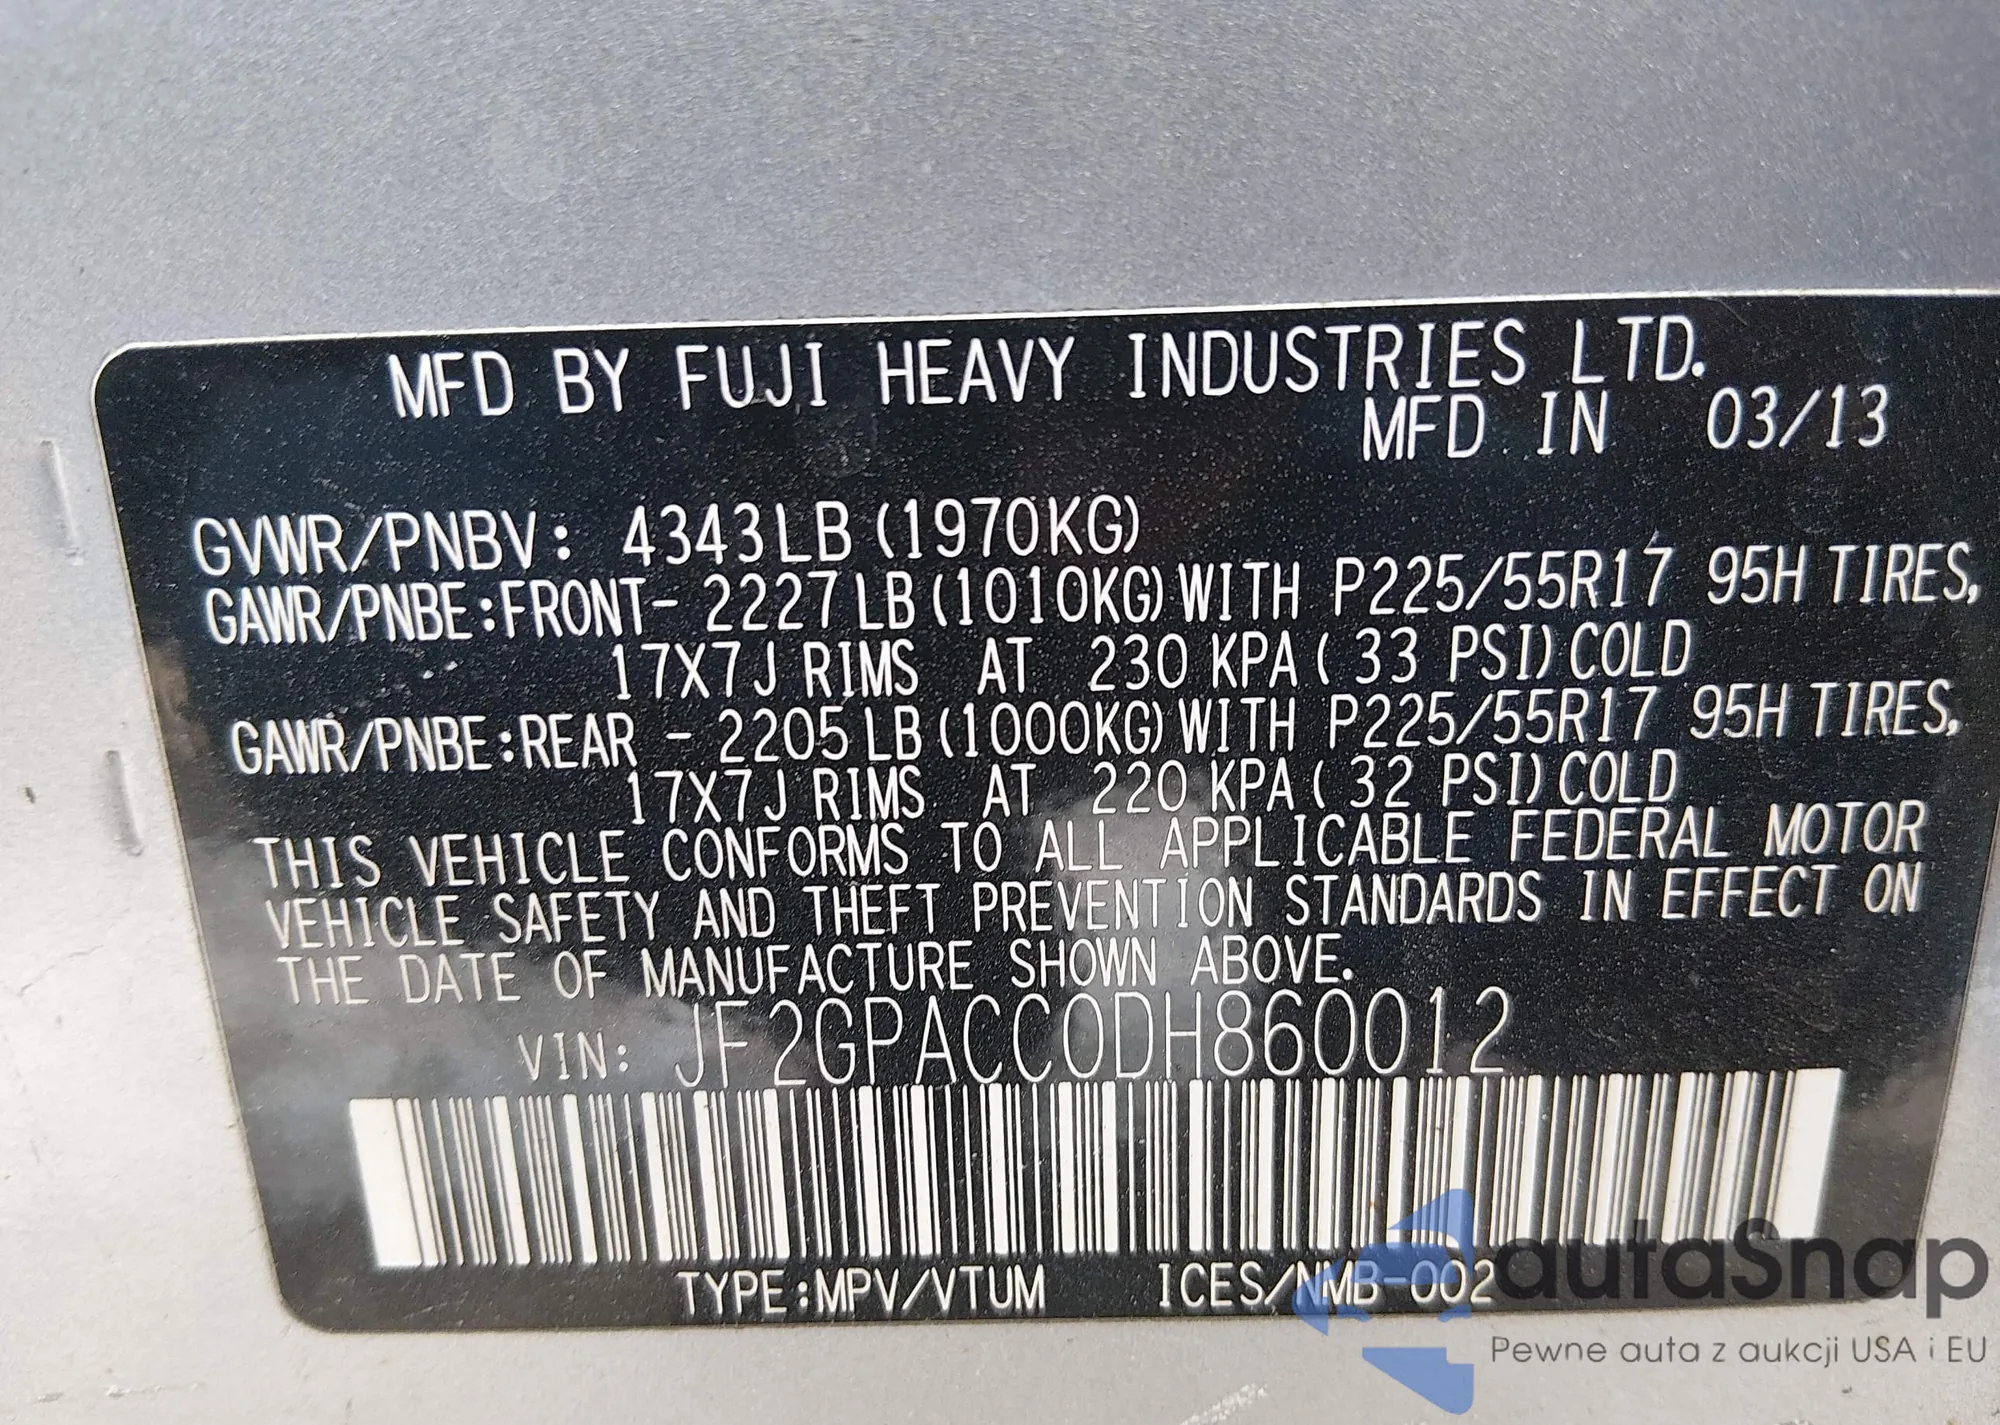 MFD BY FUJI HEAVY INDUSTRIES LTD.
MFD IN 03/13
GVWR/PNBV: 4343LB (1970KG)
GAWR/PNBE:FRONT- 2227LB (1010KG) WITH P225/55R17 95H TIRES,
17X7J RIMS AT 230 KPA ( 33 PSI) COLD
GAWR/PNBE:REAR - 2205LB (1000KG) WITH P225/55R17 95H TIRES,
17X7J RIMS AT 220 KPA ( 32 PSI) COLD
THIS VEHICLE CONFORMS TO ALL APPLICABLE FEDERAL MOTOR
VEHICLE SAFETY AND THEFT PREVENTION STANDARDS IN EFFECT ON
THE DATE OF MANUFACTURE SHOWN ABOVE.
VIN: JF2GPACC0DH860012
TYPE:MPV/VTUM ICES/NMB-002
autaSnap
Pewne auta z aukcji USA i EU